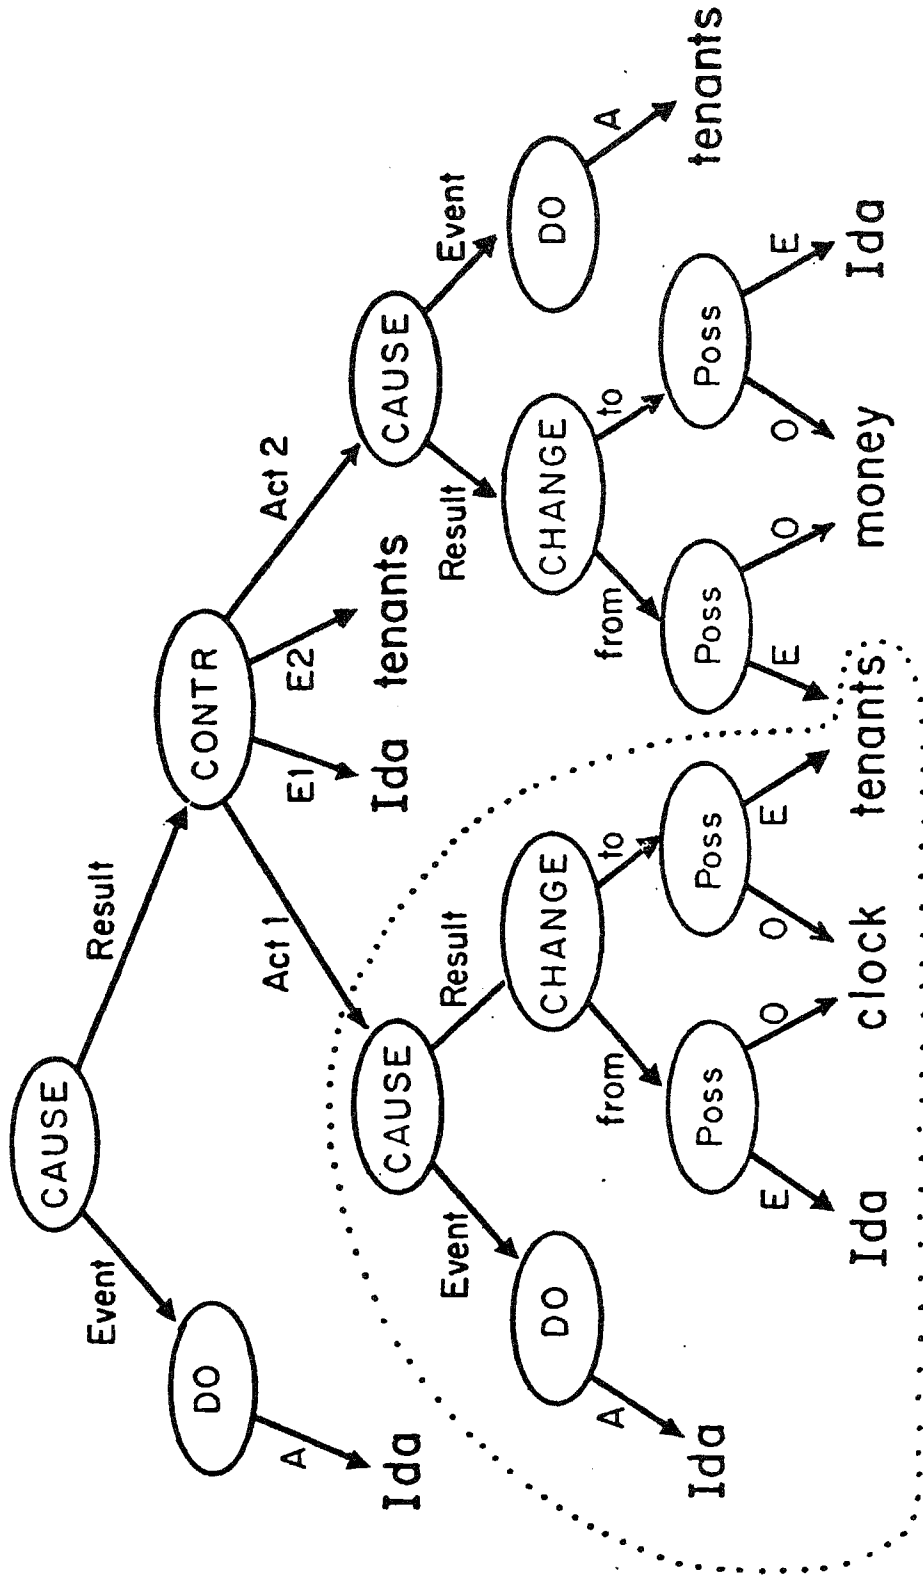 CAUSE
Event
Result
DO
CONTR
A
Act 1
E1
E2
Act 2
Ida
Ida
tenants
CAUSE
CAUSE
Event
Result
Result
Event
DO
CHANGE
CHANGE
DO
A
from
to
from
to
A
Ida
Poss
Poss
Poss
Poss
tenants
E
O
O
E
E
O
O
E
Ida
clock
tenants
money
Ida